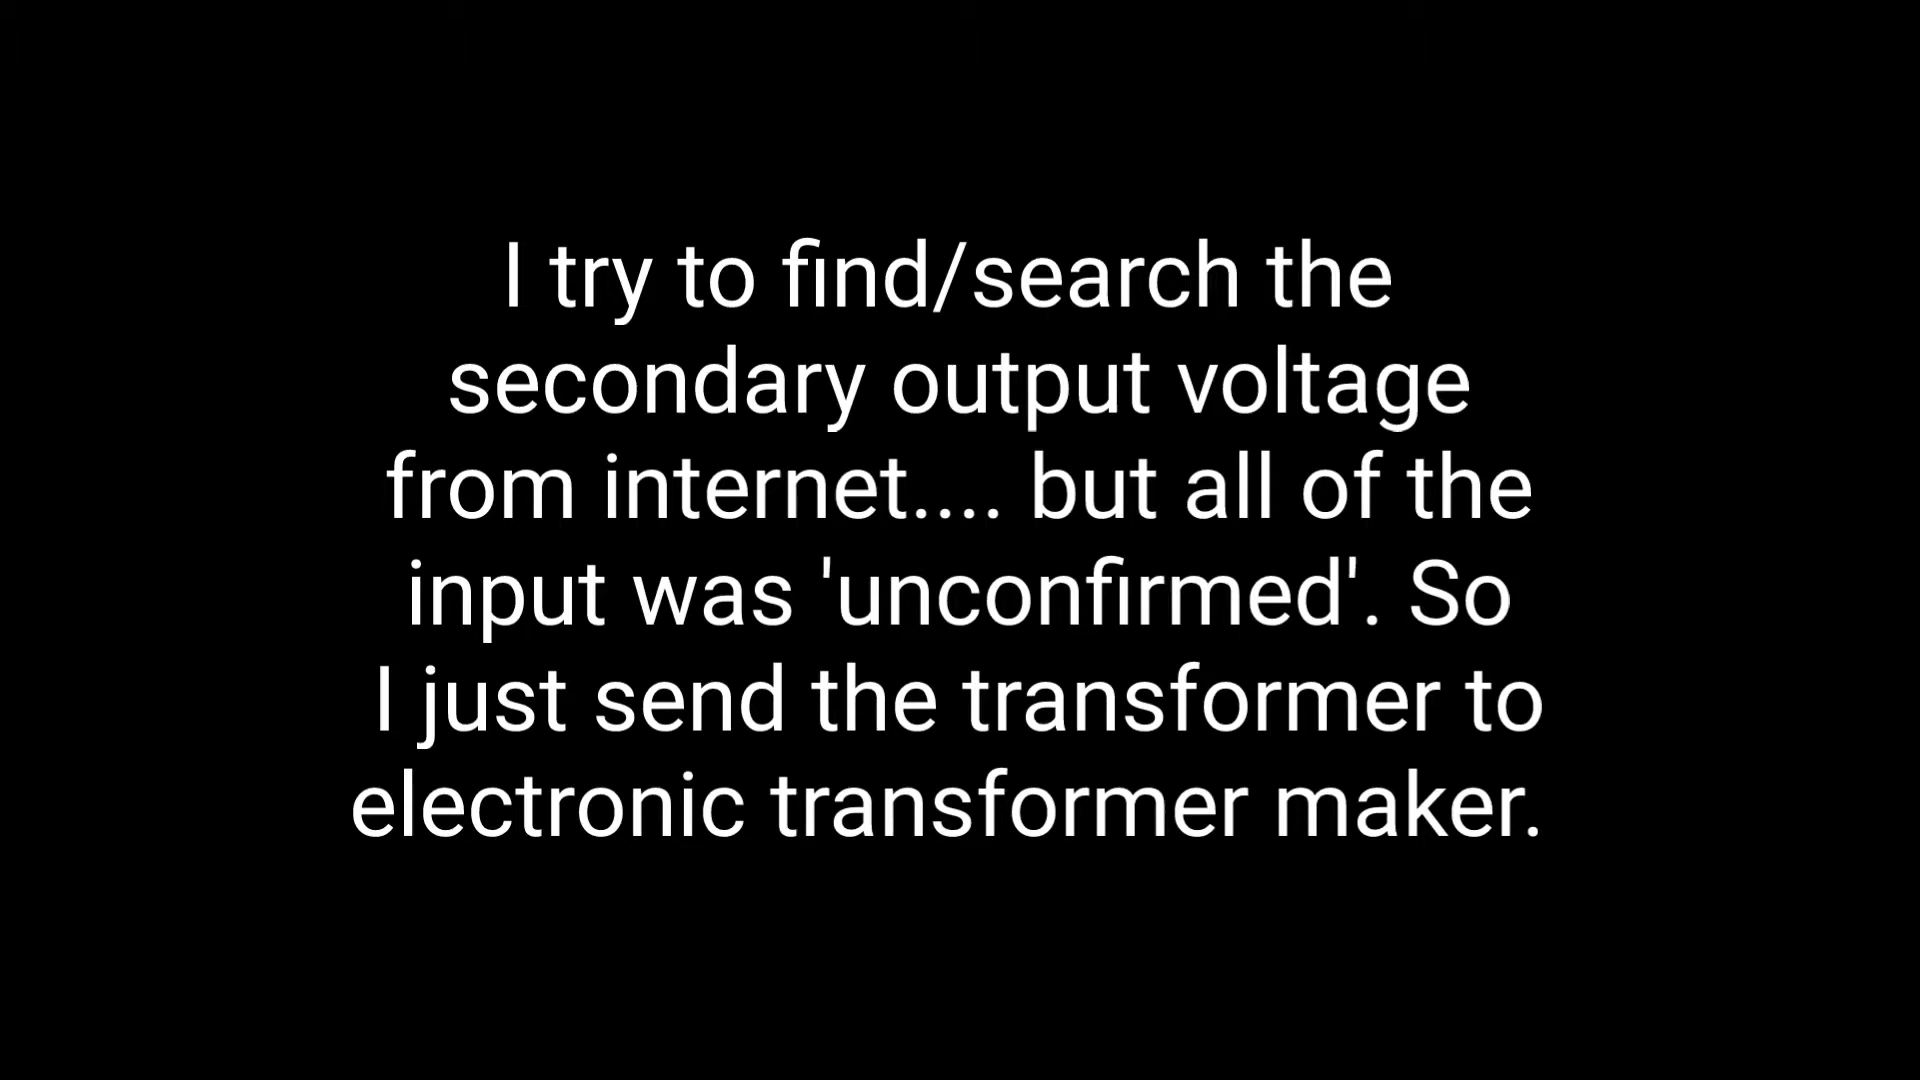 I try to find/search the
secondary output voltage
from internet.... but all of the
input was 'unconfirmed'. So
I just send the transformer to
electronic transformer maker.